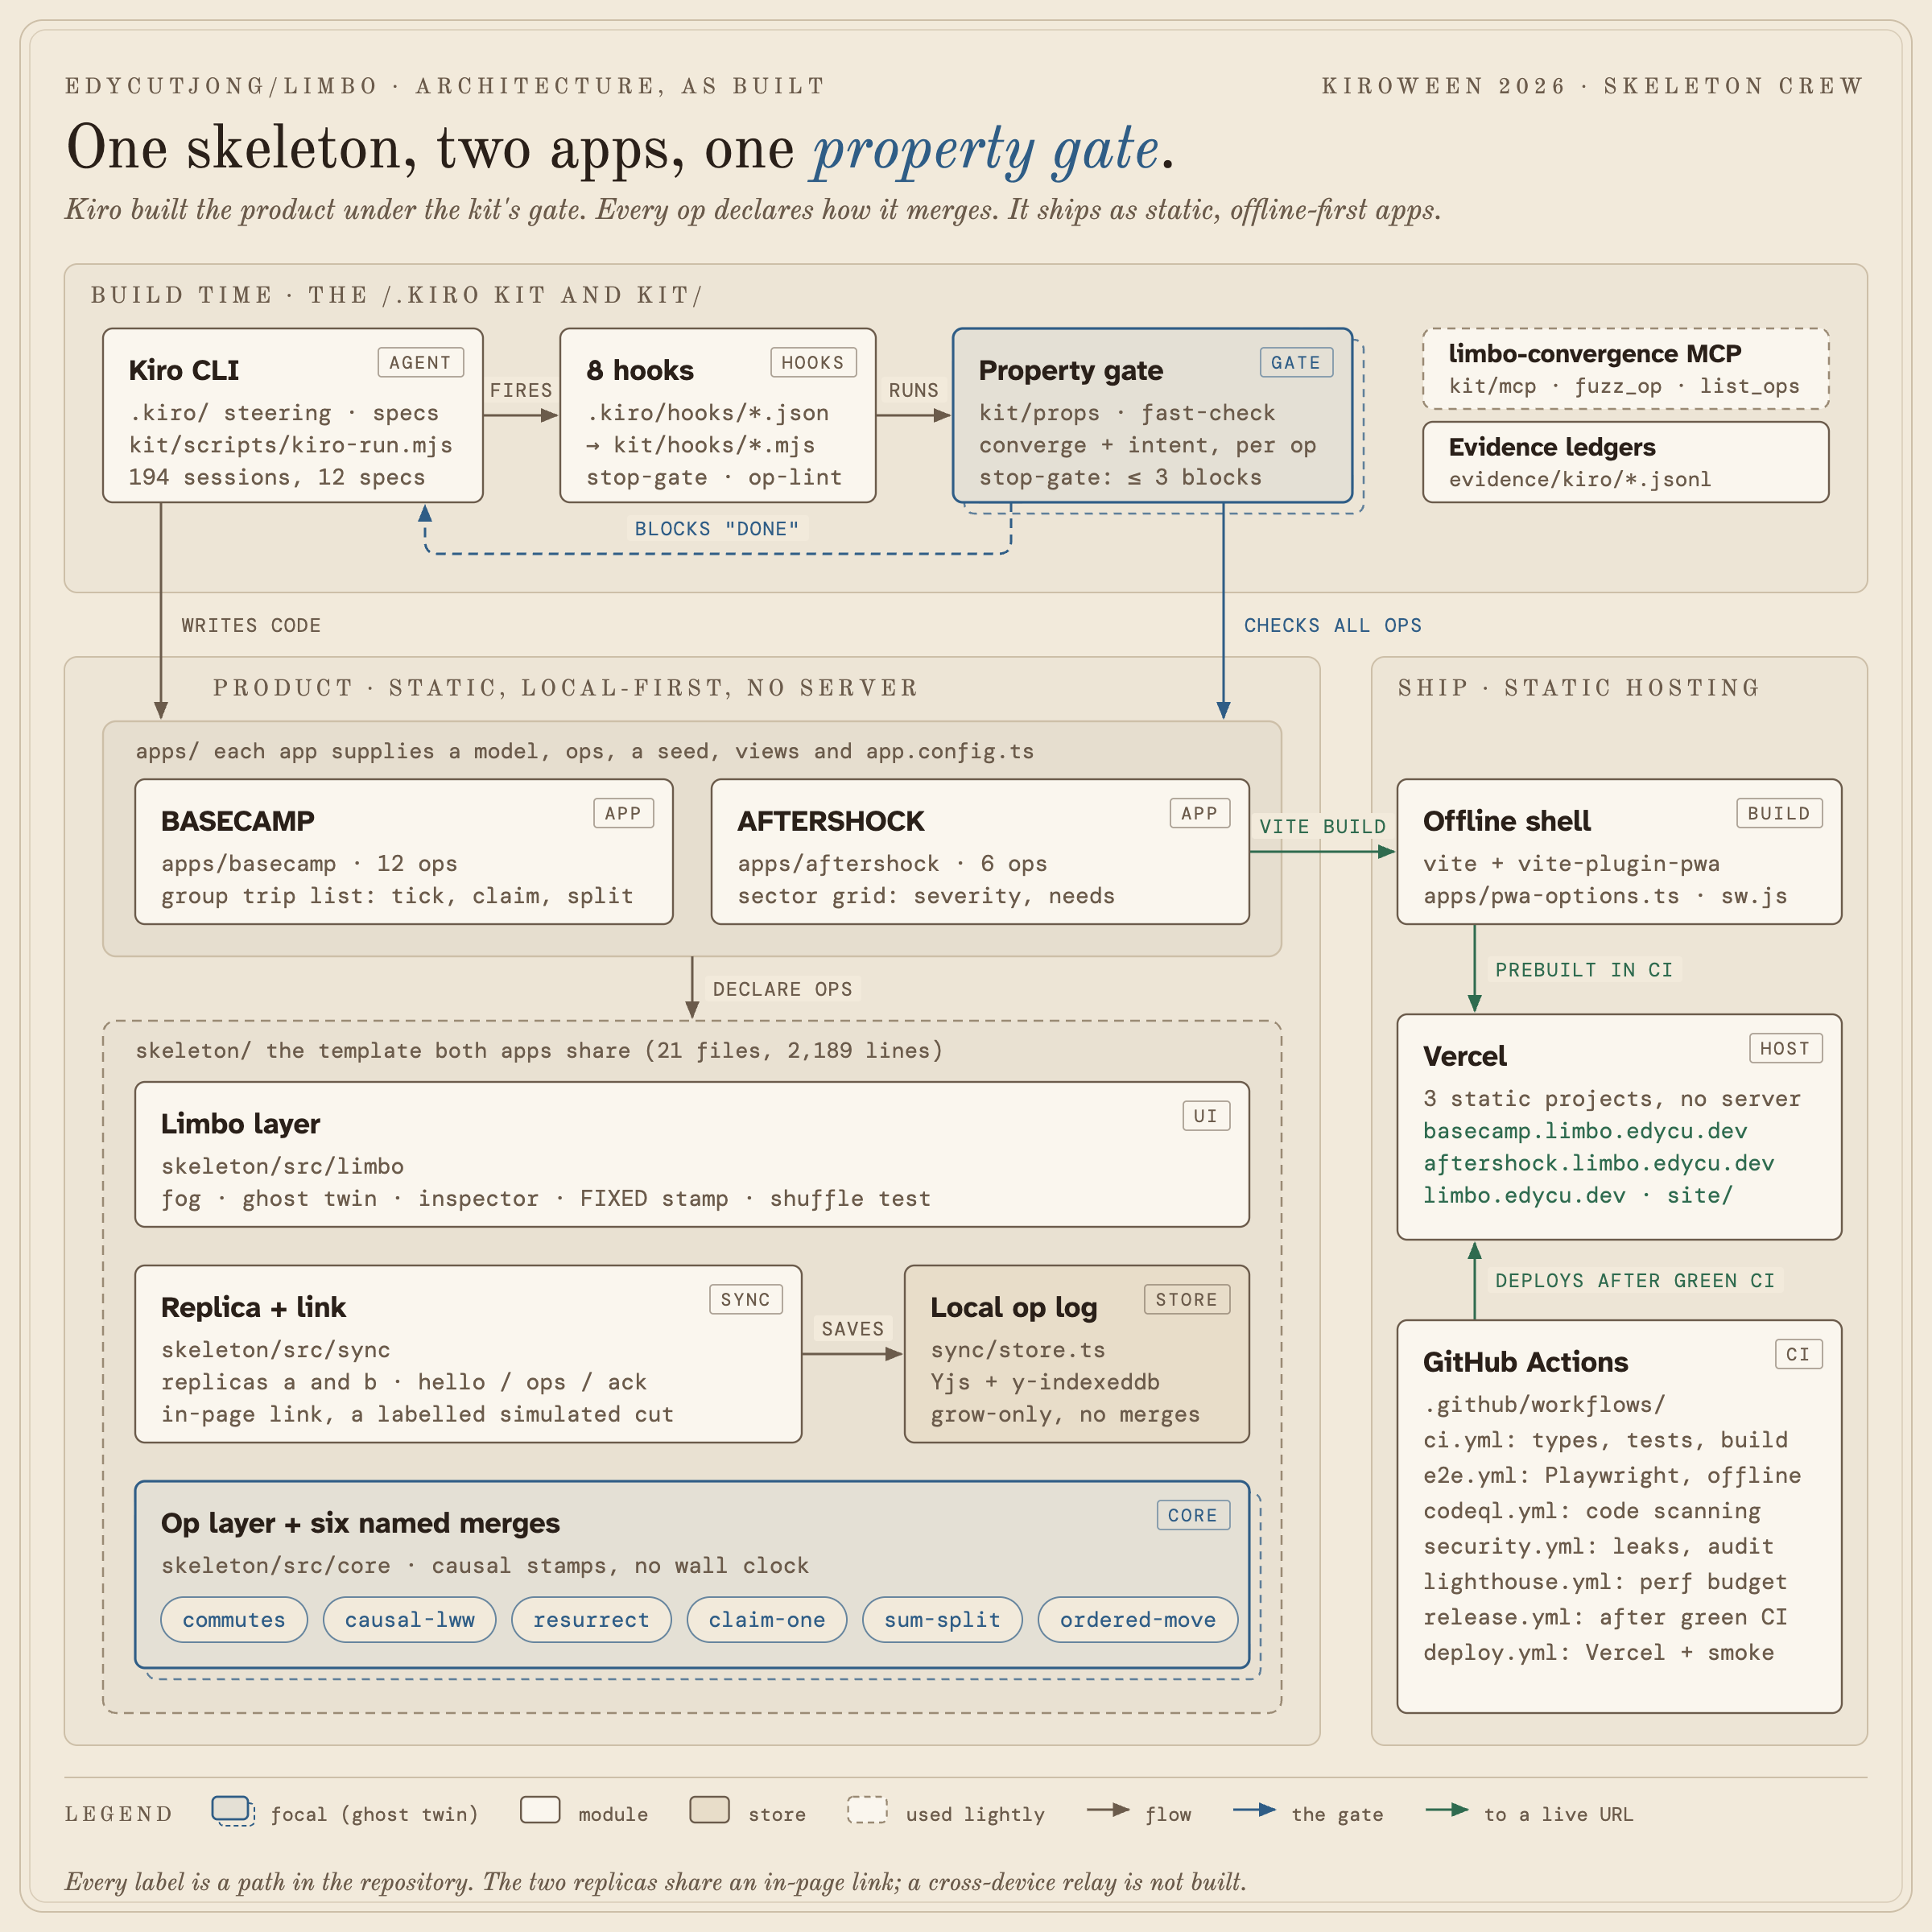 EDYCUTJONG/LIMBO · ARCHITECTURE, AS BUILT
KIROWEEN 2026 · SKELETON CREW
One skeleton, two apps, one property gate.
Kiro built the product under the kit's gate. Every op declares how it merges. It ships as static, offline-first apps.
BUILD TIME · THE /.KIRO KIT AND KIT/
Kiro CLI
AGENT
.kiro/ steering · specs
kit/scripts/kiro-run.mjs
194 sessions, 12 specs
FIRES
8 hooks
HOOKS
.kiro/hooks/*.json
→ kit/hooks/*.mjs
stop-gate · op-lint
RUNS
Property gate
GATE
kit/props · fast-check
converge + intent, per op
stop-gate: ≤ 3 blocks
limbo-convergence MCP
kit/mcp · fuzz_op · list_ops
Evidence ledgers
evidence/kiro/*.jsonl
BLOCKS "DONE"
WRITES CODE
CHECKS ALL OPS
PRODUCT · STATIC, LOCAL-FIRST, NO SERVER
apps/ each app supplies a model, ops, a seed, views and app.config.ts
BASECAMP
APP
apps/basecamp · 12 ops
group trip list: tick, claim, split
AFTERSHOCK
APP
apps/aftershock · 6 ops
sector grid: severity, needs
VITE BUILD
DECLARE OPS
skeleton/ the template both apps share (21 files, 2,189 lines)
Limbo layer
UI
skeleton/src/limbo
fog · ghost twin · inspector · FIXED stamp · shuffle test
Replica + link
SYNC
skeleton/src/sync
replicas a and b · hello / ops / ack
in-page link, a labelled simulated cut
SAVES
Local op log
STORE
sync/store.ts
Yjs + y-indexeddb
grow-only, no merges
Op layer + six named merges
CORE
skeleton/src/core · causal stamps, no wall clock
commutes
causal-lww
resurrect
claim-one
sum-split
ordered-move
SHIP · STATIC HOSTING
Offline shell
BUILD
vite + vite-plugin-pwa
apps/pwa-options.ts · sw.js
PREBUILT IN CI
Vercel
HOST
3 static projects, no server
basecamp.limbo.edycu.dev
aftershock.limbo.edycu.dev
limbo.edycu.dev · site/
DEPLOYS AFTER GREEN CI
GitHub Actions
CI
.github/workflows/
ci.yml: types, tests, build
e2e.yml: Playwright, offline
codeql.yml: code scanning
security.yml: leaks, audit
lighthouse.yml: perf budget
release.yml: after green CI
deploy.yml: Vercel + smoke
LEGEND
focal (ghost twin)
module
store
used lightly
flow
the gate
to a live URL
Every label is a path in the repository. The two replicas share an in-page link; a cross-device relay is not built.